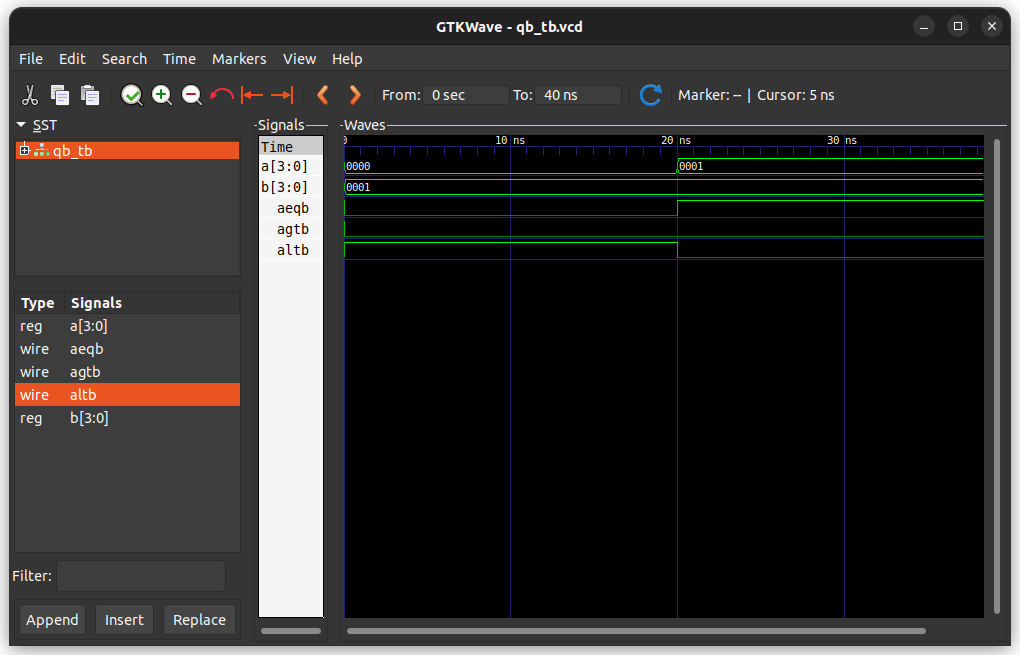 GTKWave - qb_tb.vcd
File Edit Search Time Markers View Help
From: 0 sec To: 40 ns Marker: -- | Cursor: 5 ns
SST
qb_tb
Type Signals
reg a[3:0]
wire aeqb
wire agtb
wire altb
reg b[3:0]
Filter:
Append Insert Replace
Signals
Time
a[3:0]
b[3:0]
aeqb
agtb
altb
Waves
0 10 ns 20 ns 30 ns
0000 0001
0001